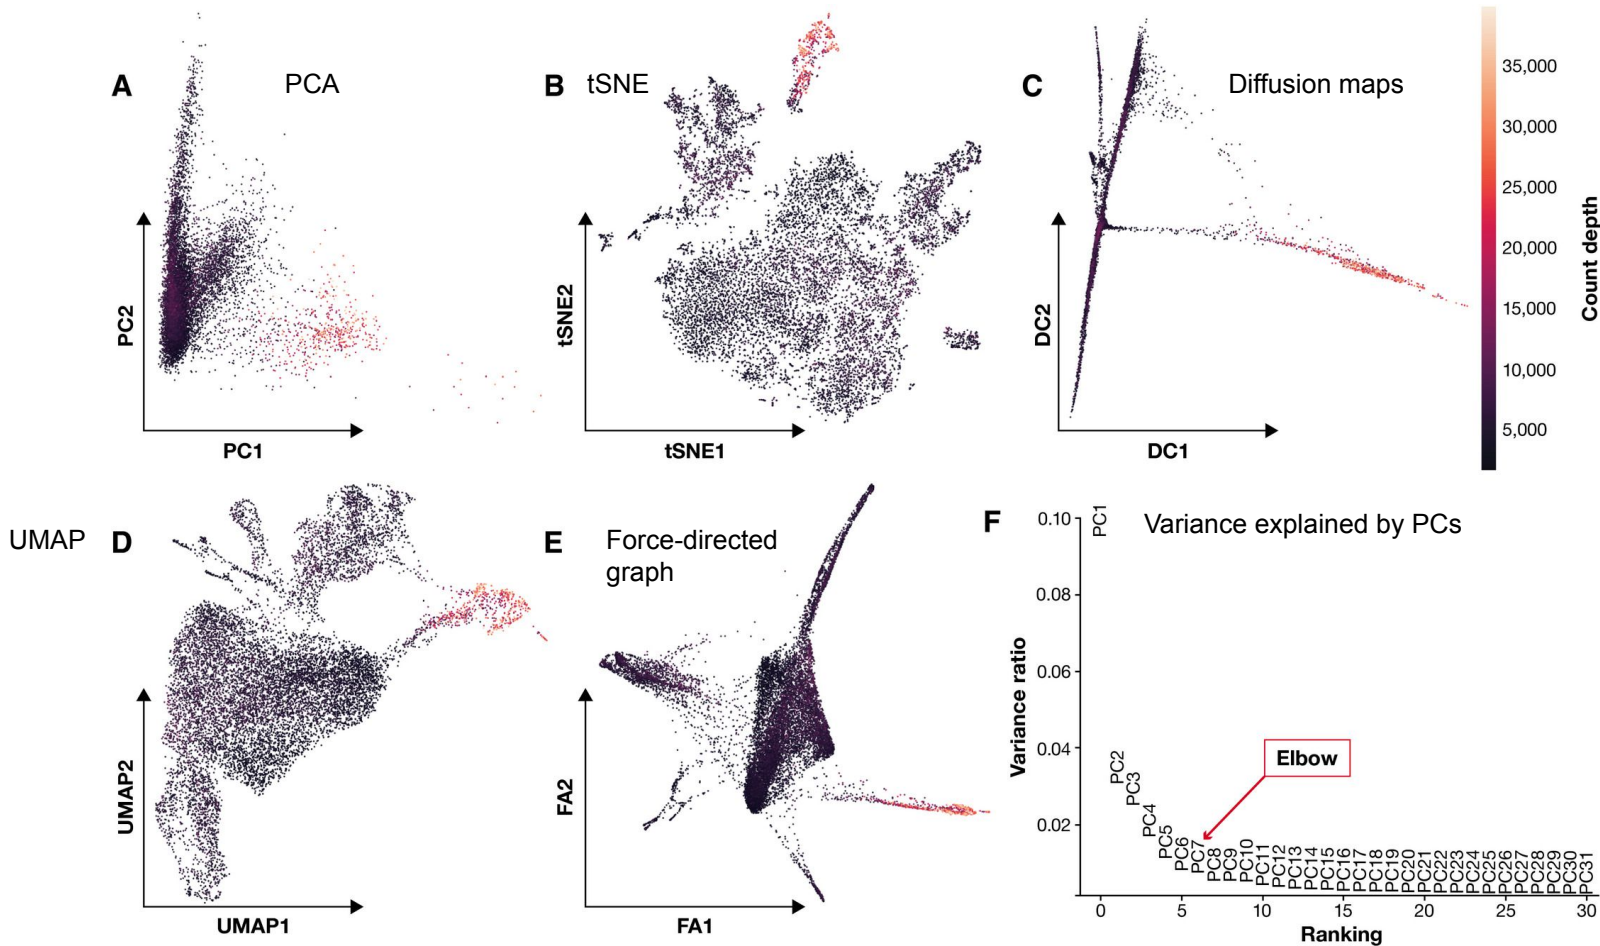 A
PCA
PC2
PC1
B
tSNE
tSNE2
tSNE1
C
Diffusion maps
DC2
DC1
35,000
30,000
25,000
20,000
15,000
10,000
5,000
Count depth
UMAP
D
UMAP2
UMAP1
E
Force-directed
graph
FA2
FA1
F
Variance explained by PCs
Variance ratio
0.10
0.08
0.06
0.04
0.02
Elbow
PC1
PC2
PC3
PC4
PC5
PC6
PC7
PC8
PC9
PC10
PC11
PC12
PC13
PC14
PC15
PC16
PC17
PC18
PC19
PC20
PC21
PC22
PC23
PC24
PC25
PC26
PC27
PC28
PC29
PC30
PC31
0 5 10 15 20 25 30
Ranking